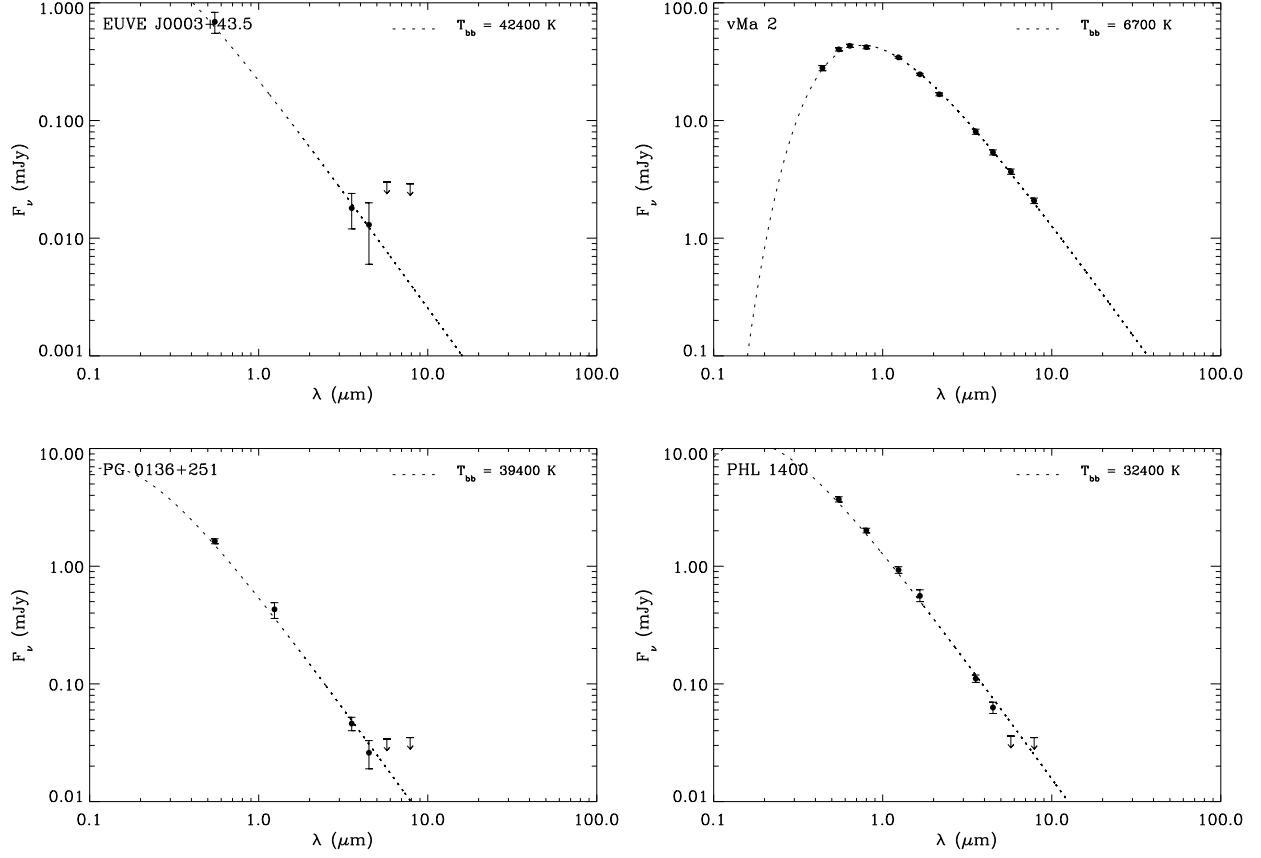 EUVE J0003+43.5
T_bb = 42400 K
1.000
0.100
0.010
0.001
F_ν (mJy)
0.1 1.0 10.0 100.0
λ (μm)
vMa 2
T_bb = 6700 K
100.0
10.0
1.0
0.1
F_ν (mJy)
0.1 1.0 10.0 100.0
λ (μm)
PG 0136+251
T_bb = 39400 K
10.00
1.00
0.10
0.01
F_ν (mJy)
0.1 1.0 10.0 100.0
λ (μm)
PHL 1400
T_bb = 32400 K
10.00
1.00
0.10
0.01
F_ν (mJy)
0.1 1.0 10.0 100.0
λ (μm)